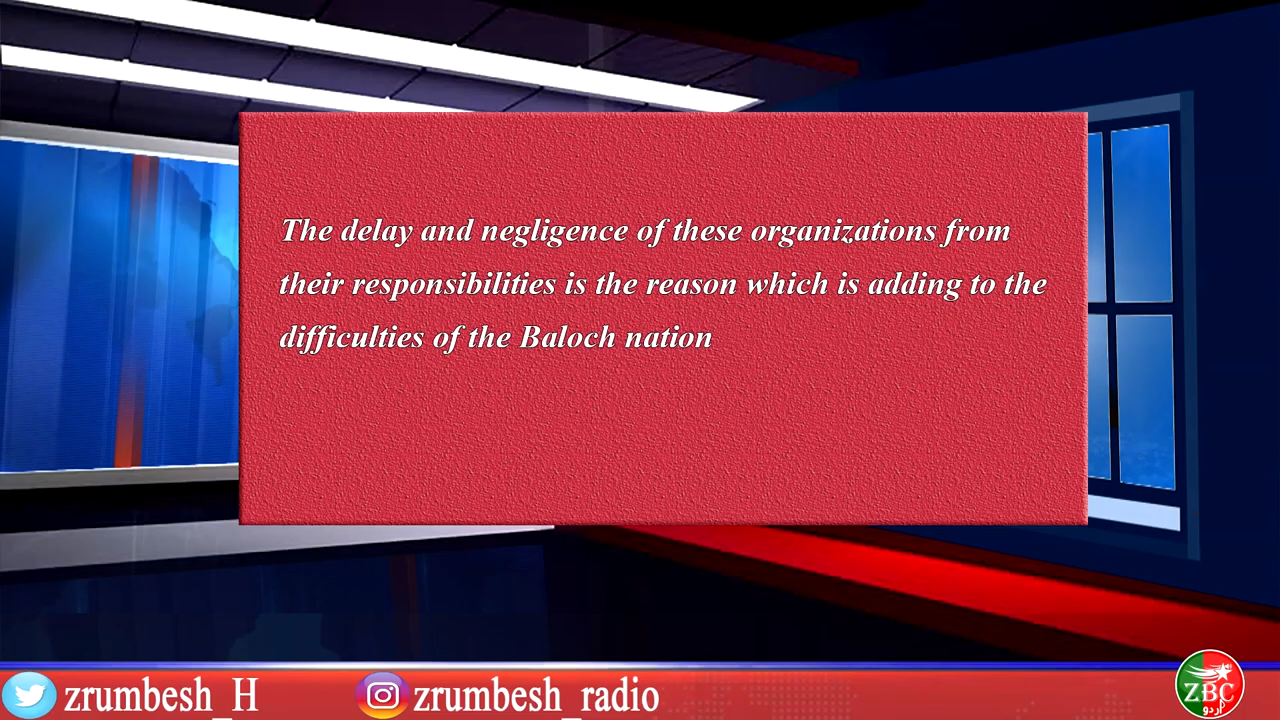 The delay and negligence of these organizations from
their responsibilities is the reason which is adding to the
difficulties of the Baloch nation
zrumbesh_H
zrumbesh_radio
ZBC
اردو